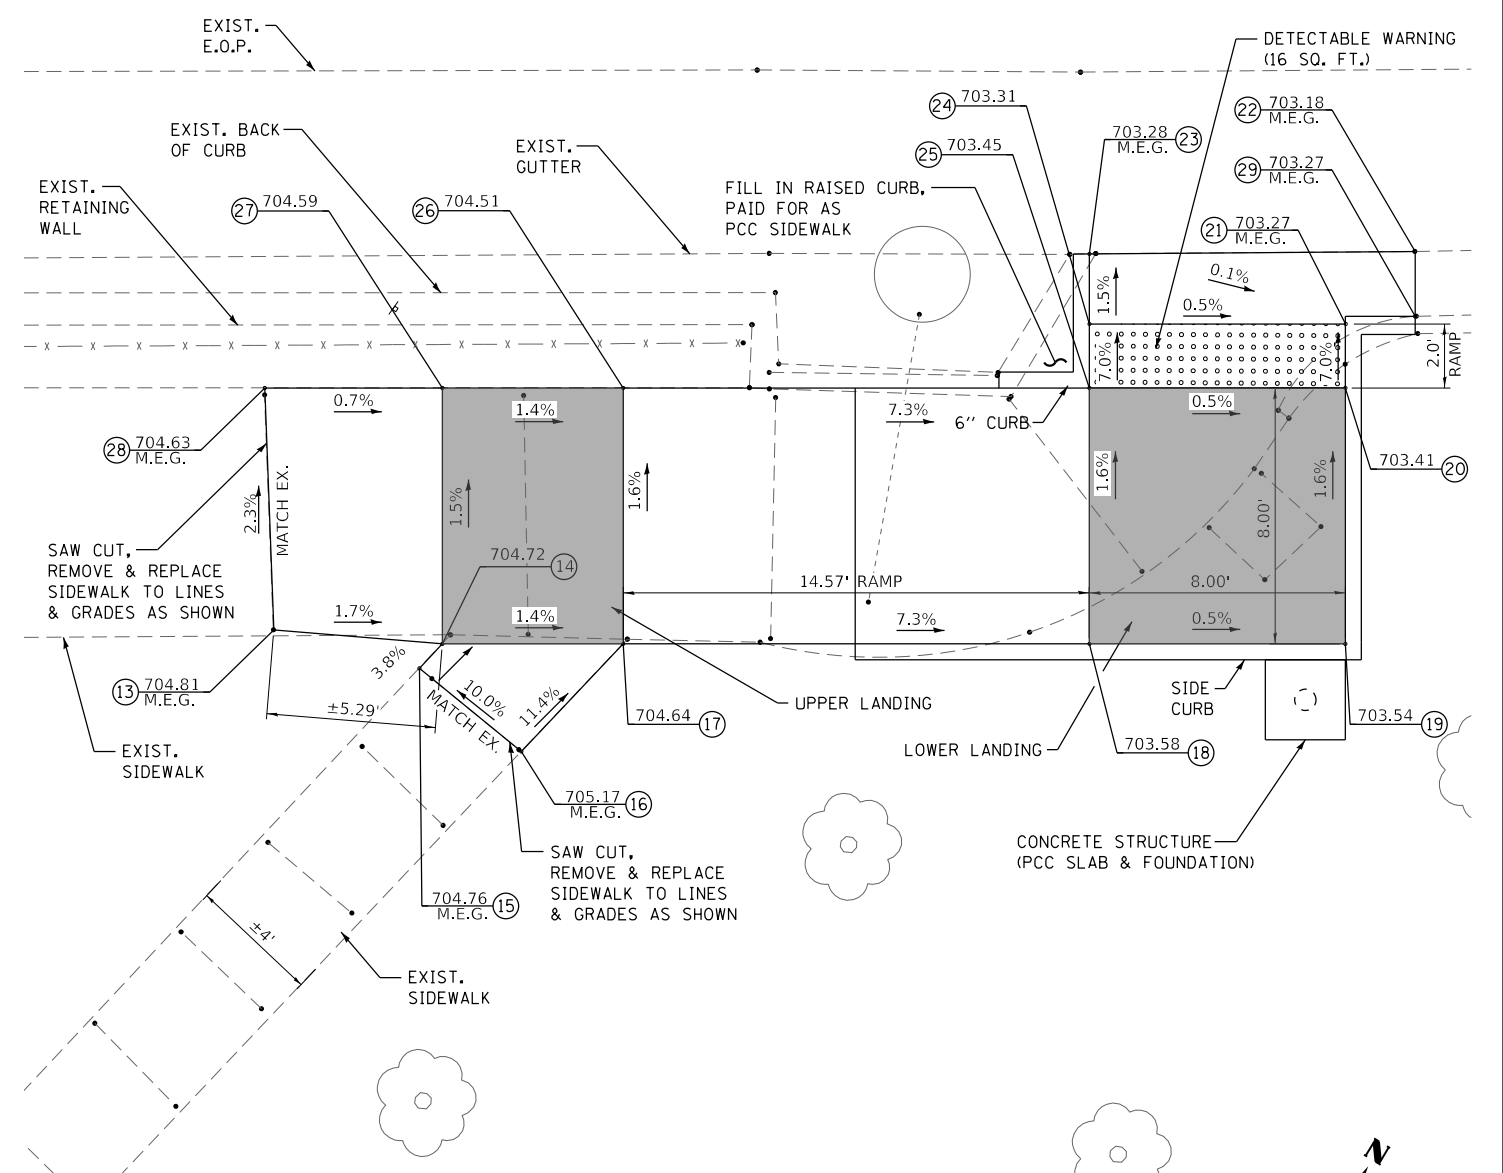 EXIST.
E.O.P.
DETECTABLE WARNING
(16 SQ. FT.)
24 703.31
22 703.18
M.E.G.
EXIST. BACK
OF CURB
EXIST.
GUTTER
25 703.45
703.28 23
M.E.G.
29 703.27
M.E.G.
EXIST.
RETAINING
WALL
27 704.59
26 704.51
FILL IN RAISED CURB,
PAID FOR AS
PCC SIDEWALK
21 703.27
M.E.G.
1.5%
0.1%
0.5%
7.0%
7.0%
2.0'
RAMP
0.7%
1.4%
7.3%
6" CURB
0.5%
28 704.63
M.E.G.
2.3%
MATCH EX.
1.5%
1.6%
1.6%
1.6%
703.41 20
8.00'
SAW CUT,
REMOVE & REPLACE
SIDEWALK TO LINES
& GRADES AS SHOWN
704.72 14
14.57' RAMP
8.00'
1.7%
1.4%
7.3%
0.5%
13 704.81
M.E.G.
3.8%
±5.29'
10.0%
MATCH EX.
11.4%
UPPER LANDING
704.64 17
SIDE
CURB
703.54 19
EXIST.
SIDEWALK
LOWER LANDING
703.58 18
705.17 16
M.E.G.
CONCRETE STRUCTURE
(PCC SLAB & FOUNDATION)
SAW CUT,
REMOVE & REPLACE
SIDEWALK TO LINES
& GRADES AS SHOWN
704.76 15
M.E.G.
±4'
EXIST.
SIDEWALK
N